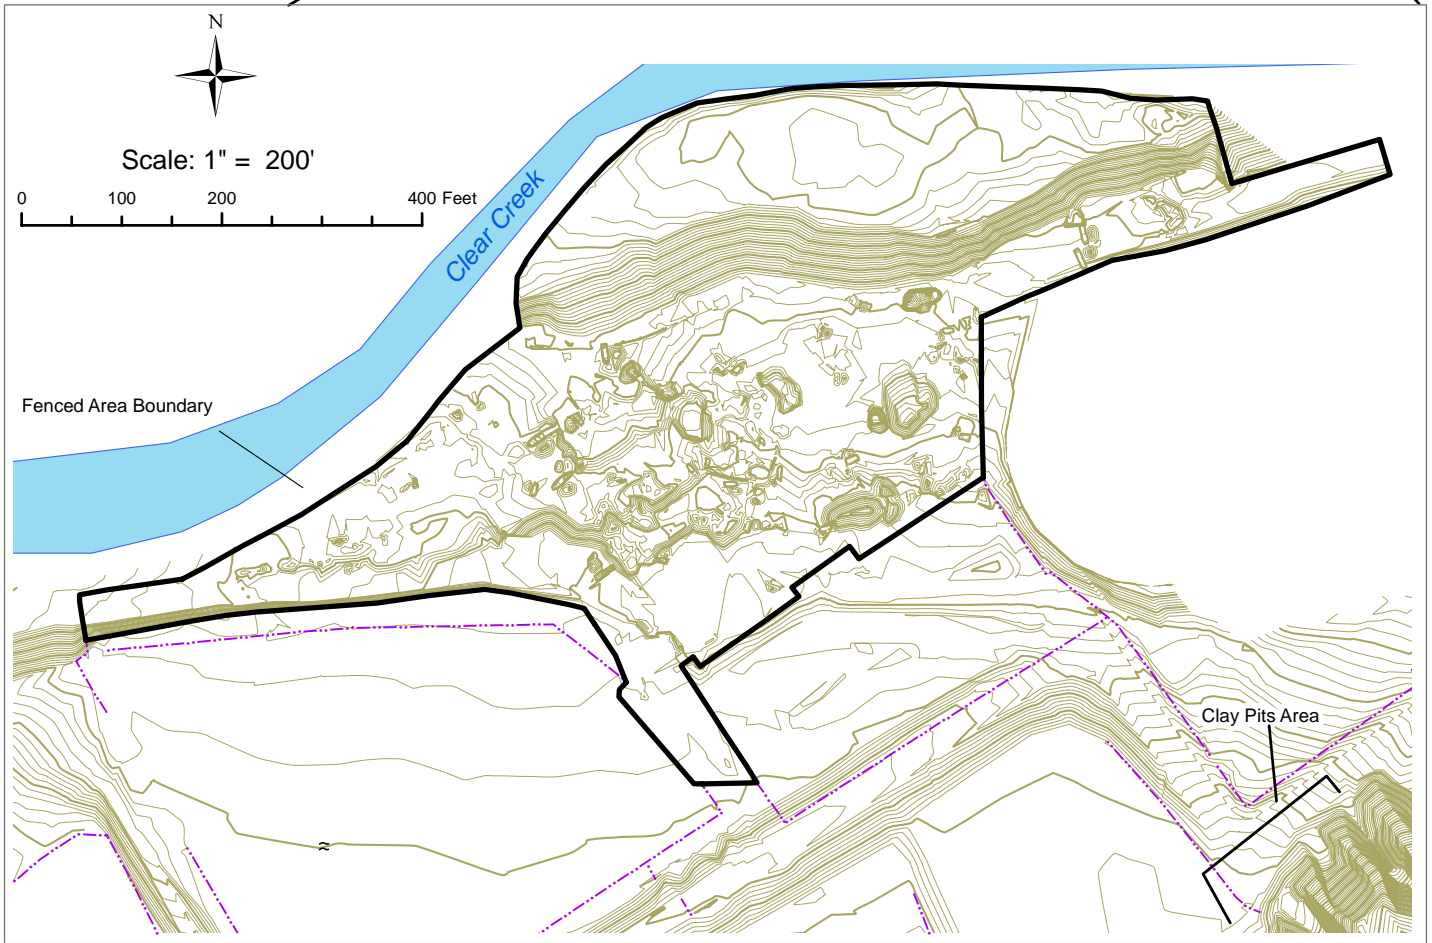 N
Scale: 1" = 200'
0 100 200 400 Feet
Clear Creek
Fenced Area Boundary
Clay Pits Area
≈